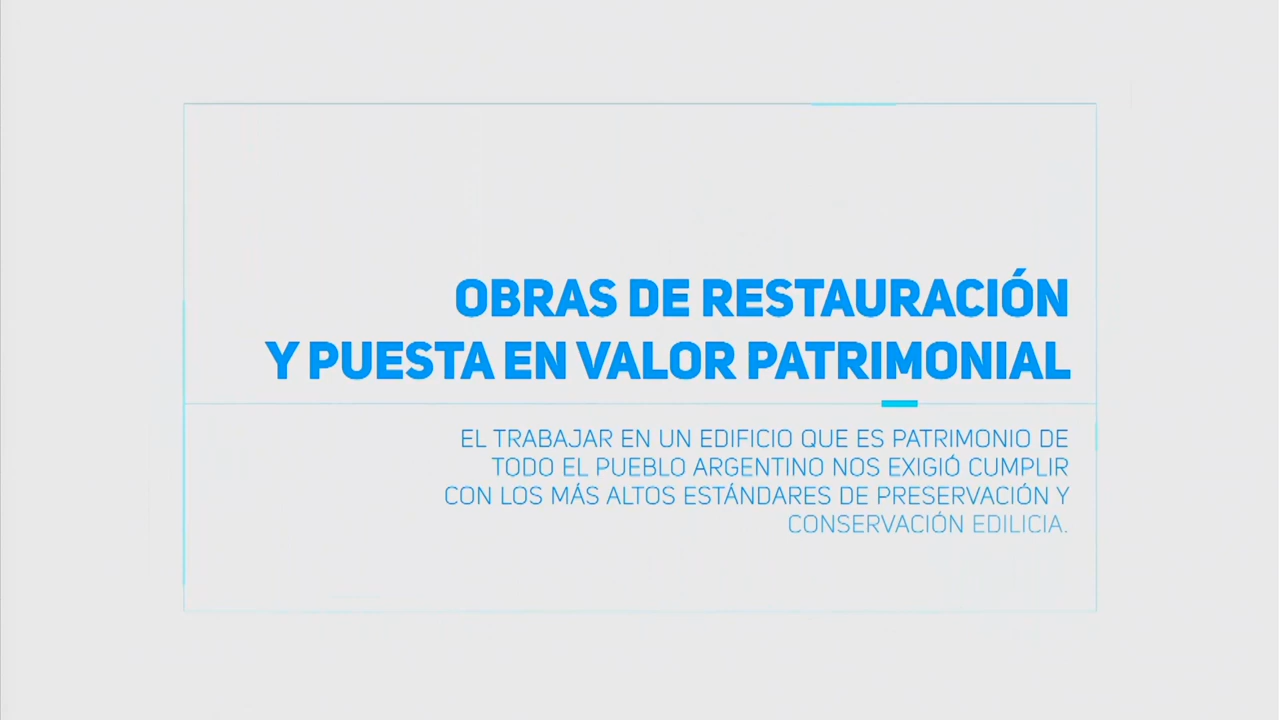 OBRAS DE RESTAURACIÓN
Y PUESTA EN VALOR PATRIMONIAL
EL TRABAJAR EN UN EDIFICIO QUE ES PATRIMONIO DE
TODO EL PUEBLO ARGENTINO NOS EXIGIÓ CUMPLIR
CON LOS MÁS ALTOS ESTÁNDARES DE PRESERVACIÓN Y
CONSERVACIÓN EDILICIA.